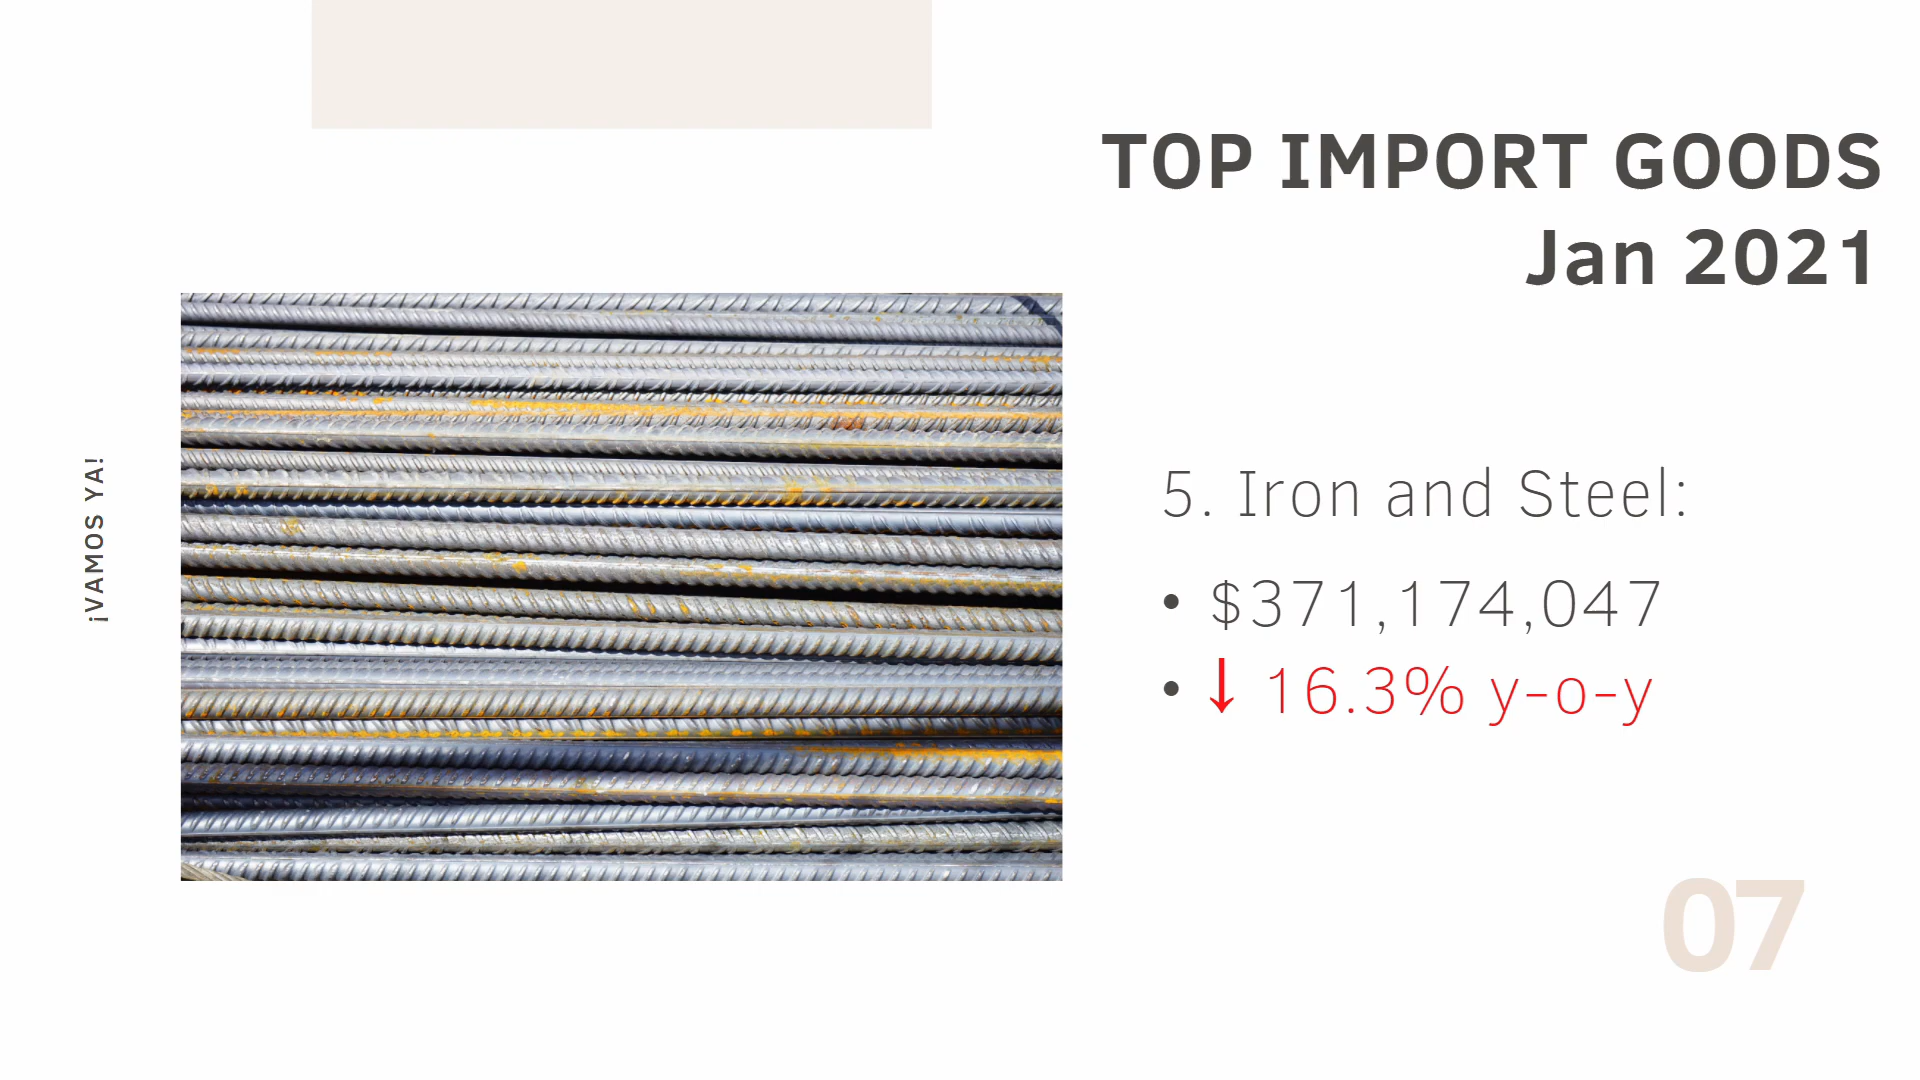 TOP IMPORT GOODS
Jan 2021
¡VAMOS YA!
5. Iron and Steel:
• $371,174,047
• ↓ 16.3% y-o-y
07